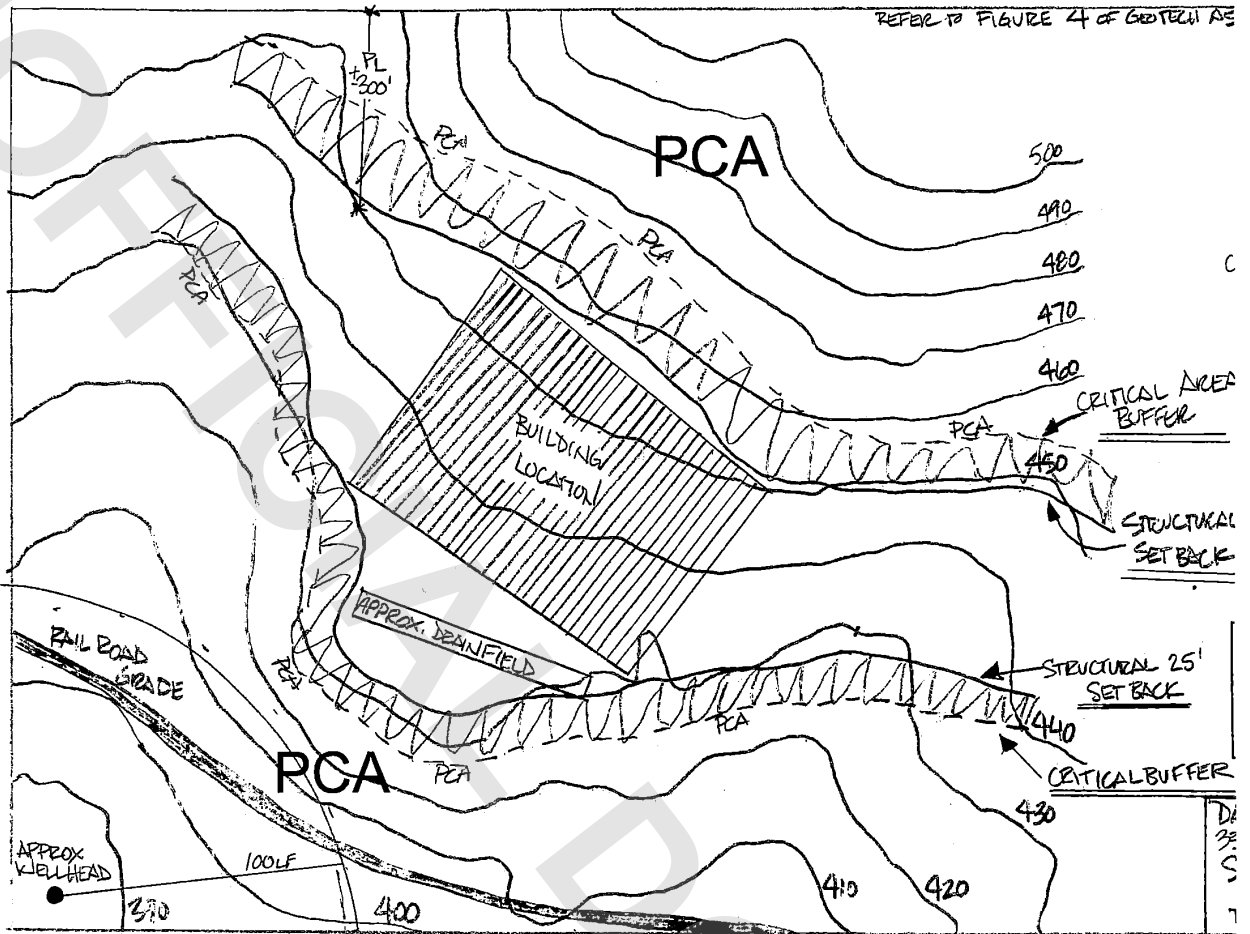 REFER TO FIGURE 4 OF GEOTECH AS
PL
±300'
PCA
PCA
500
490
PCA
480
470
PCA
460
CRITICAL AREA
BUFFER
PCA
BUILDING
LOCATION
450
STRUCTURAL
SET BACK
APPROX. DRAINFIELD
RAIL ROAD
GRADE
STRUCTURAL 25'
SET BACK
PCA
PCA
440
PCA
PCA
CRITICAL BUFFER
430
APPROX
WELLHEAD
100LF
390
400
410
420
OFFICIAL D